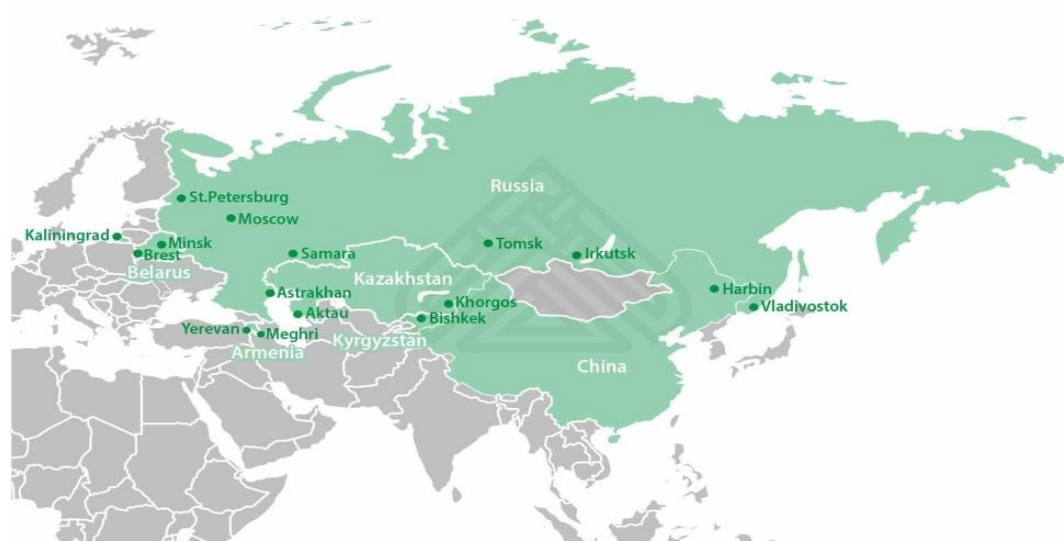 Russia
St.Petersburg
Moscow
Kaliningrad
Minsk
Brest
Belarus
Samara
Tomsk
Irkutsk
Kazakhstan
Astrakhan
Khorgos
Harbin
Aktau
Bishkek
Vladivostok
Yerevan
Meghri
Kyrgyzstan
Armenia
China